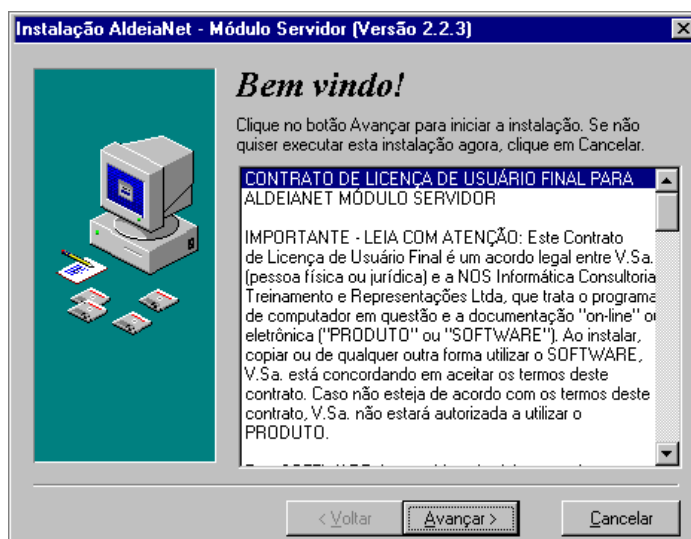 Instalação AldeiaNet - Módulo Servidor (Versão 2.2.3)
Bem vindo!
Clique no botão Avançar para iniciar a instalação. Se não
quiser executar esta instalação agora, clique em Cancelar.
CONTRATO DE LICENÇA DE USUÁRIO FINAL PARA
ALDEIANET MÓDULO SERVIDOR
IMPORTANTE - LEIA COM ATENÇÃO: Este Contrato
de Licença de Usuário Final é um acordo legal entre V.Sa.
(pessoa física ou jurídica) e a NOS Informática Consultoria
Treinamento e Representações Ltda, que trata o programa
de computador em questão e a documentação "on-line" ou
eletrônica ("PRODUTO" ou "SOFTWARE"). Ao instalar,
copiar ou de qualquer outra forma utilizar o SOFTWARE,
V.Sa. está concordando em aceitar os termos deste
contrato. Caso não esteja de acordo com os termos deste
contrato, V.Sa. não estará autorizada a utilizar o
PRODUTO.
< Voltar
Avançar >
Cancelar